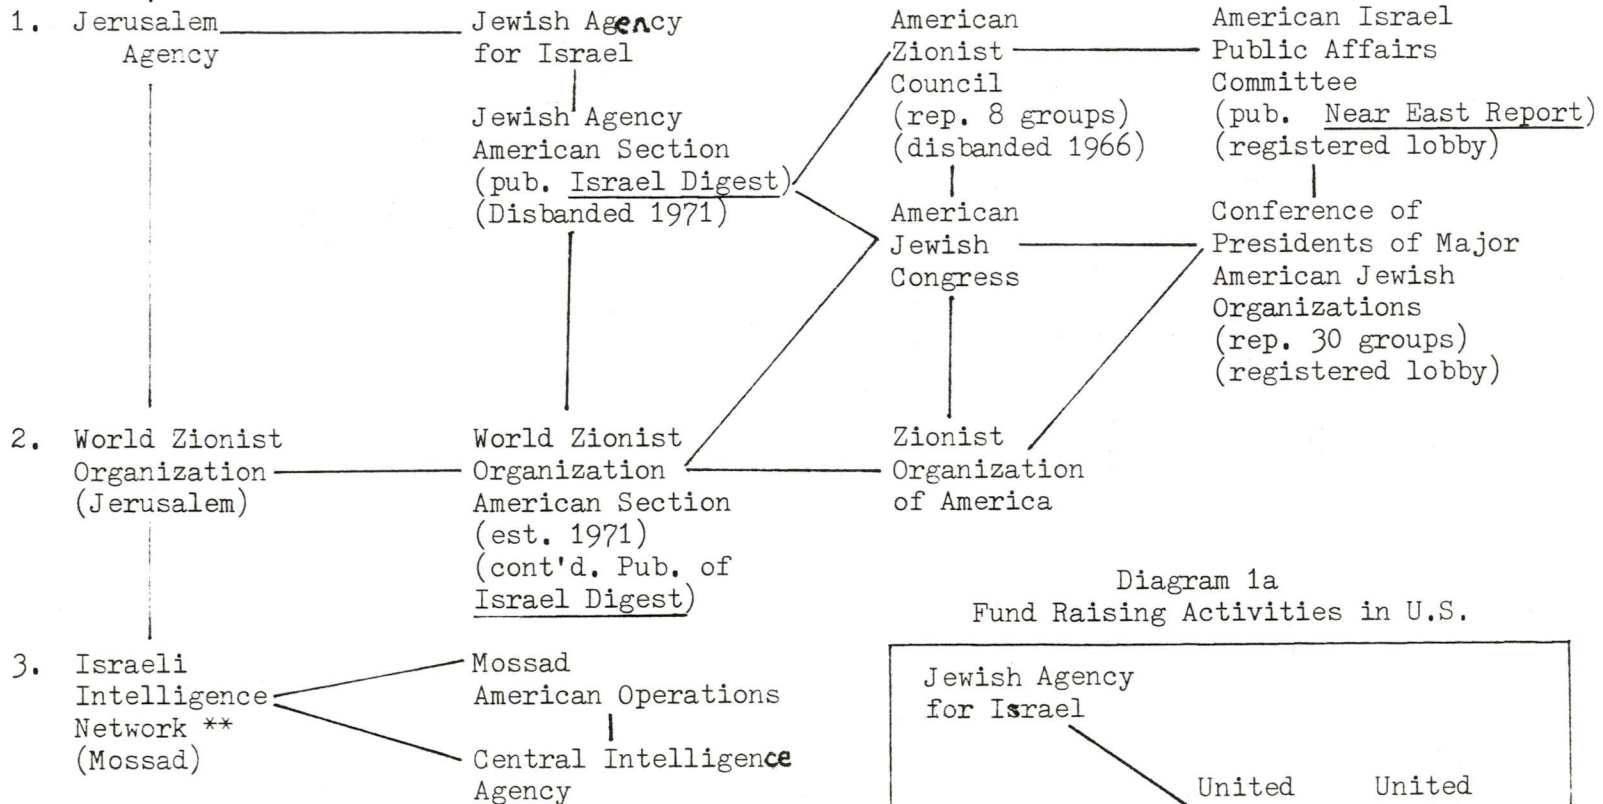 1. Jerusalem
Agency
Jewish Agency
for Israel
Jewish Agency
American Section
(pub. Israel Digest)
(Disbanded 1971)
American
Zionist
Council
(rep. 8 groups)
(disbanded 1966)
American
Jewish
Congress
American Israel
Public Affairs
Committee
(pub. Near East Report)
(registered lobby)
Conference of
Presidents of Major
American Jewish
Organizations
(rep. 30 groups)
(registered lobby)
2. World Zionist
Organization
(Jerusalem)
World Zionist
Organization
American Section
(est. 1971)
(cont'd. Pub. of
Israel Digest)
Zionist
Organization
of America
3. Israeli
Intelligence
Network **
(Mossad)
Mossad
American Operations
Central Intelligence
Agency
Diagram 1a
Fund Raising Activities in U.S.
Jewish Agency
for Israel
United
United